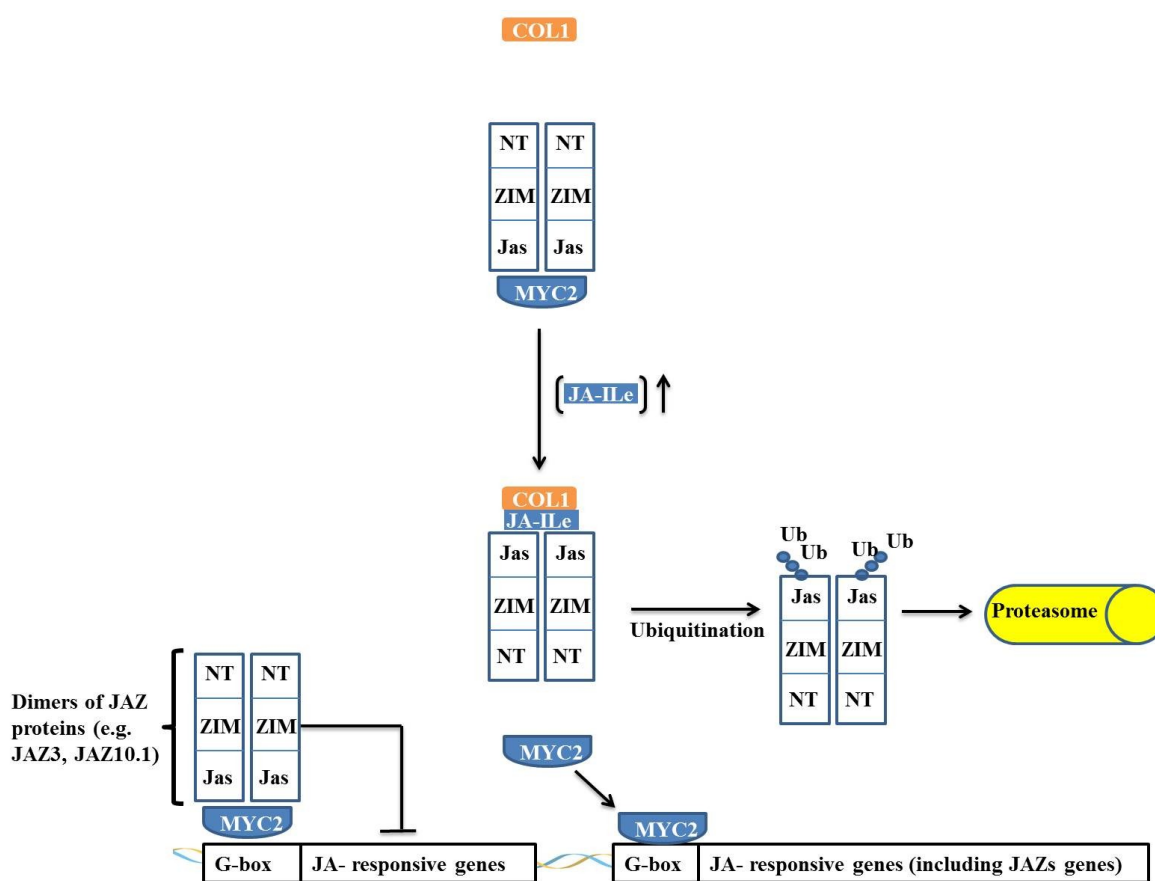 COL1
NT NT
ZIM ZIM
Jas Jas
MYC2
JA-ILe
COL1
JA-ILe
Jas Jas
ZIM ZIM
NT NT
Ubiquitination
Ub Ub
Ub Ub
Jas Jas
ZIM ZIM
NT NT
Proteasome
Dimers of JAZ
proteins (e.g.
JAZ3, JAZ10.1)
NT NT
ZIM ZIM
Jas Jas
MYC2
MYC2
MYC2
G-box JA- responsive genes
G-box JA- responsive genes (including JAZs genes)